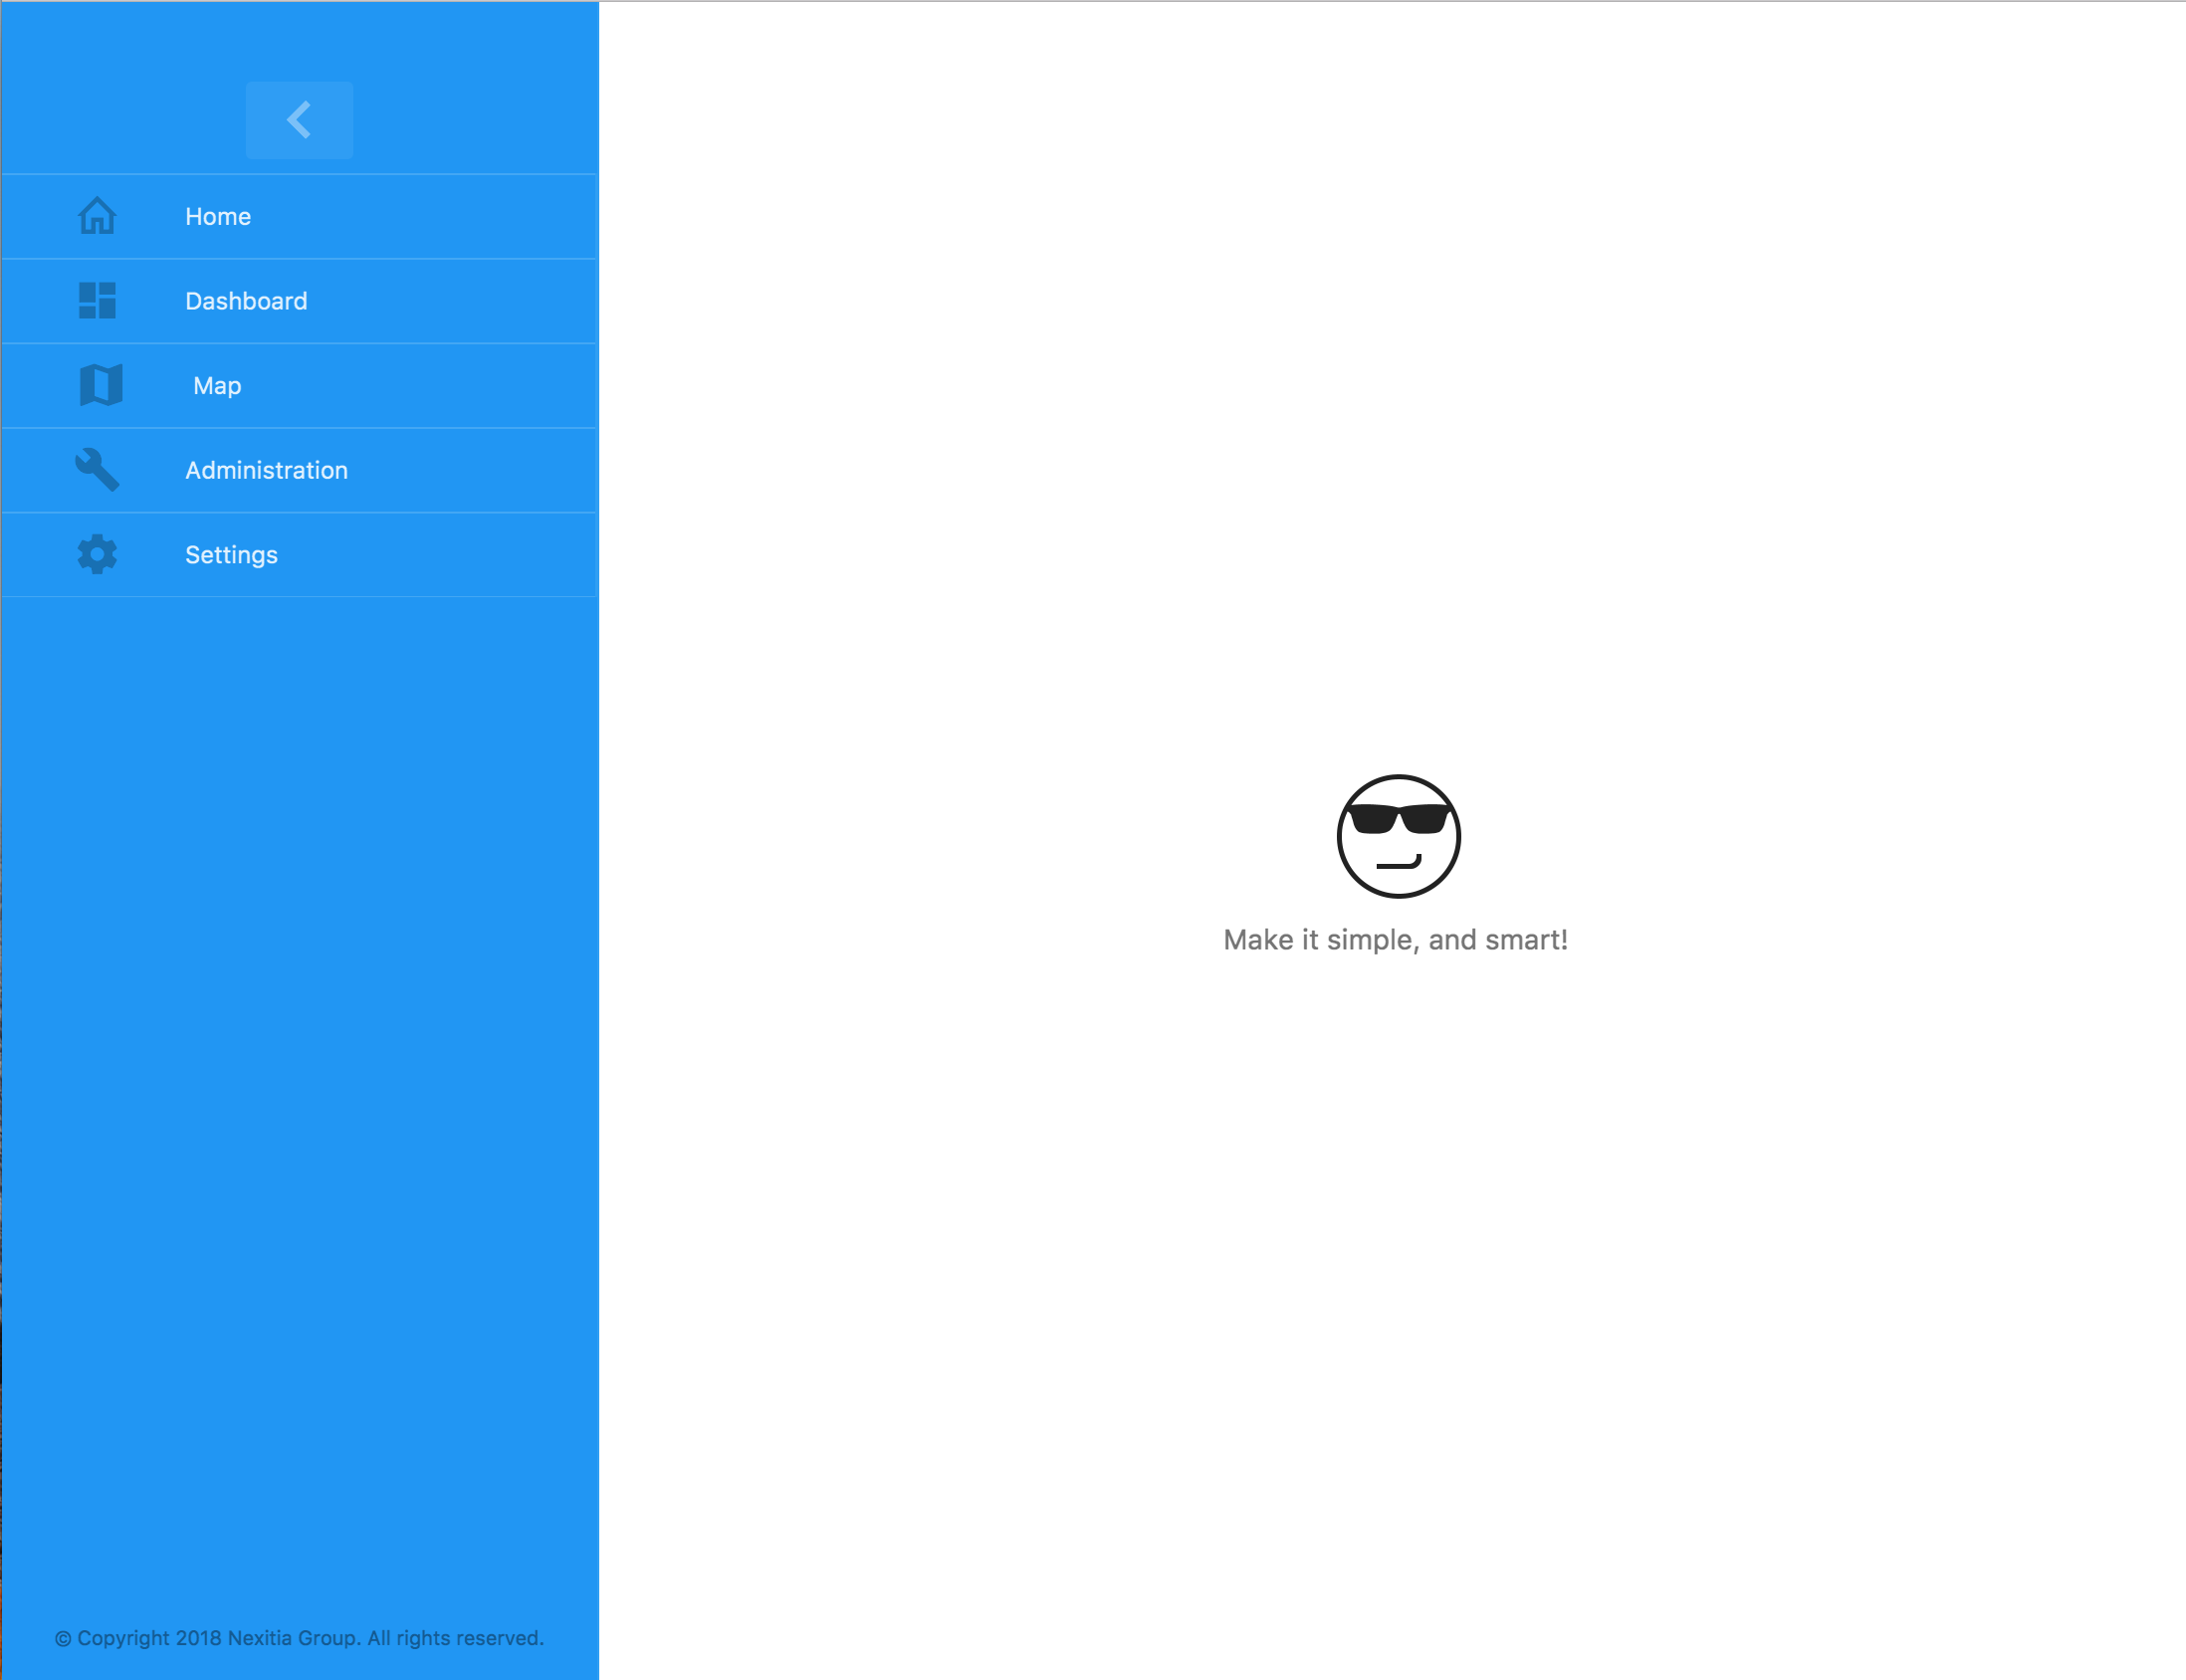 Home
Dashboard
Map
Administration
Settings
Make it simple, and smart!
© Copyright 2018 Nexitia Group. All rights reserved.